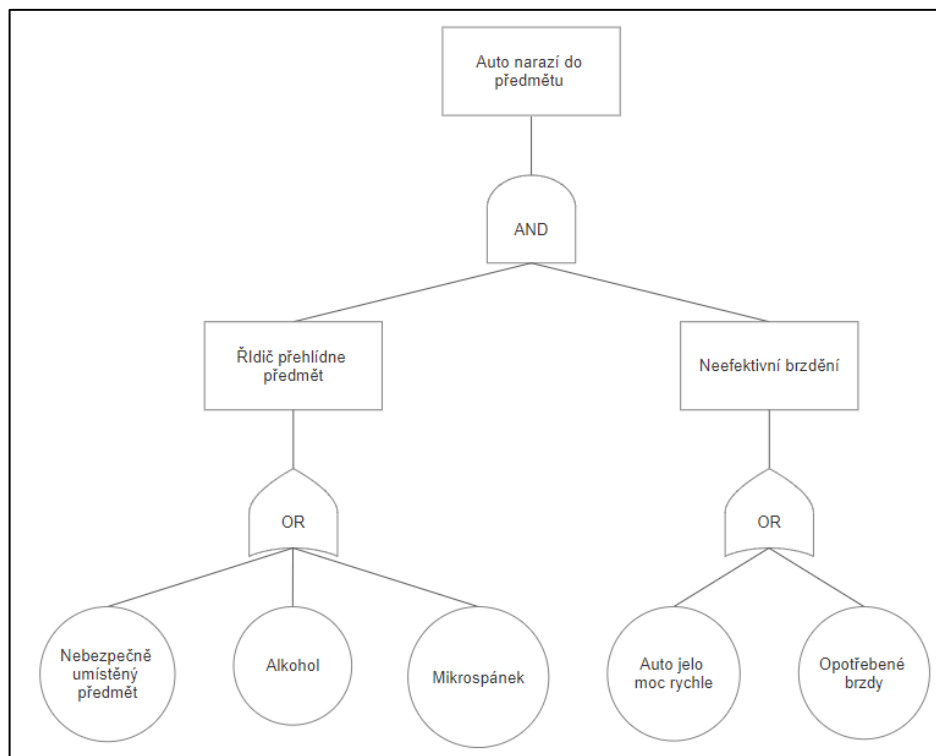 Auto narazí do
předmětu
AND
ŘIdič přehlídne
předmět
Neefektivní brzdění
OR
OR
Nebezpečně
umístěný
předmět
Alkohol
Mikrospánek
Auto jelo
moc rychle
Opotřebené
brzdy